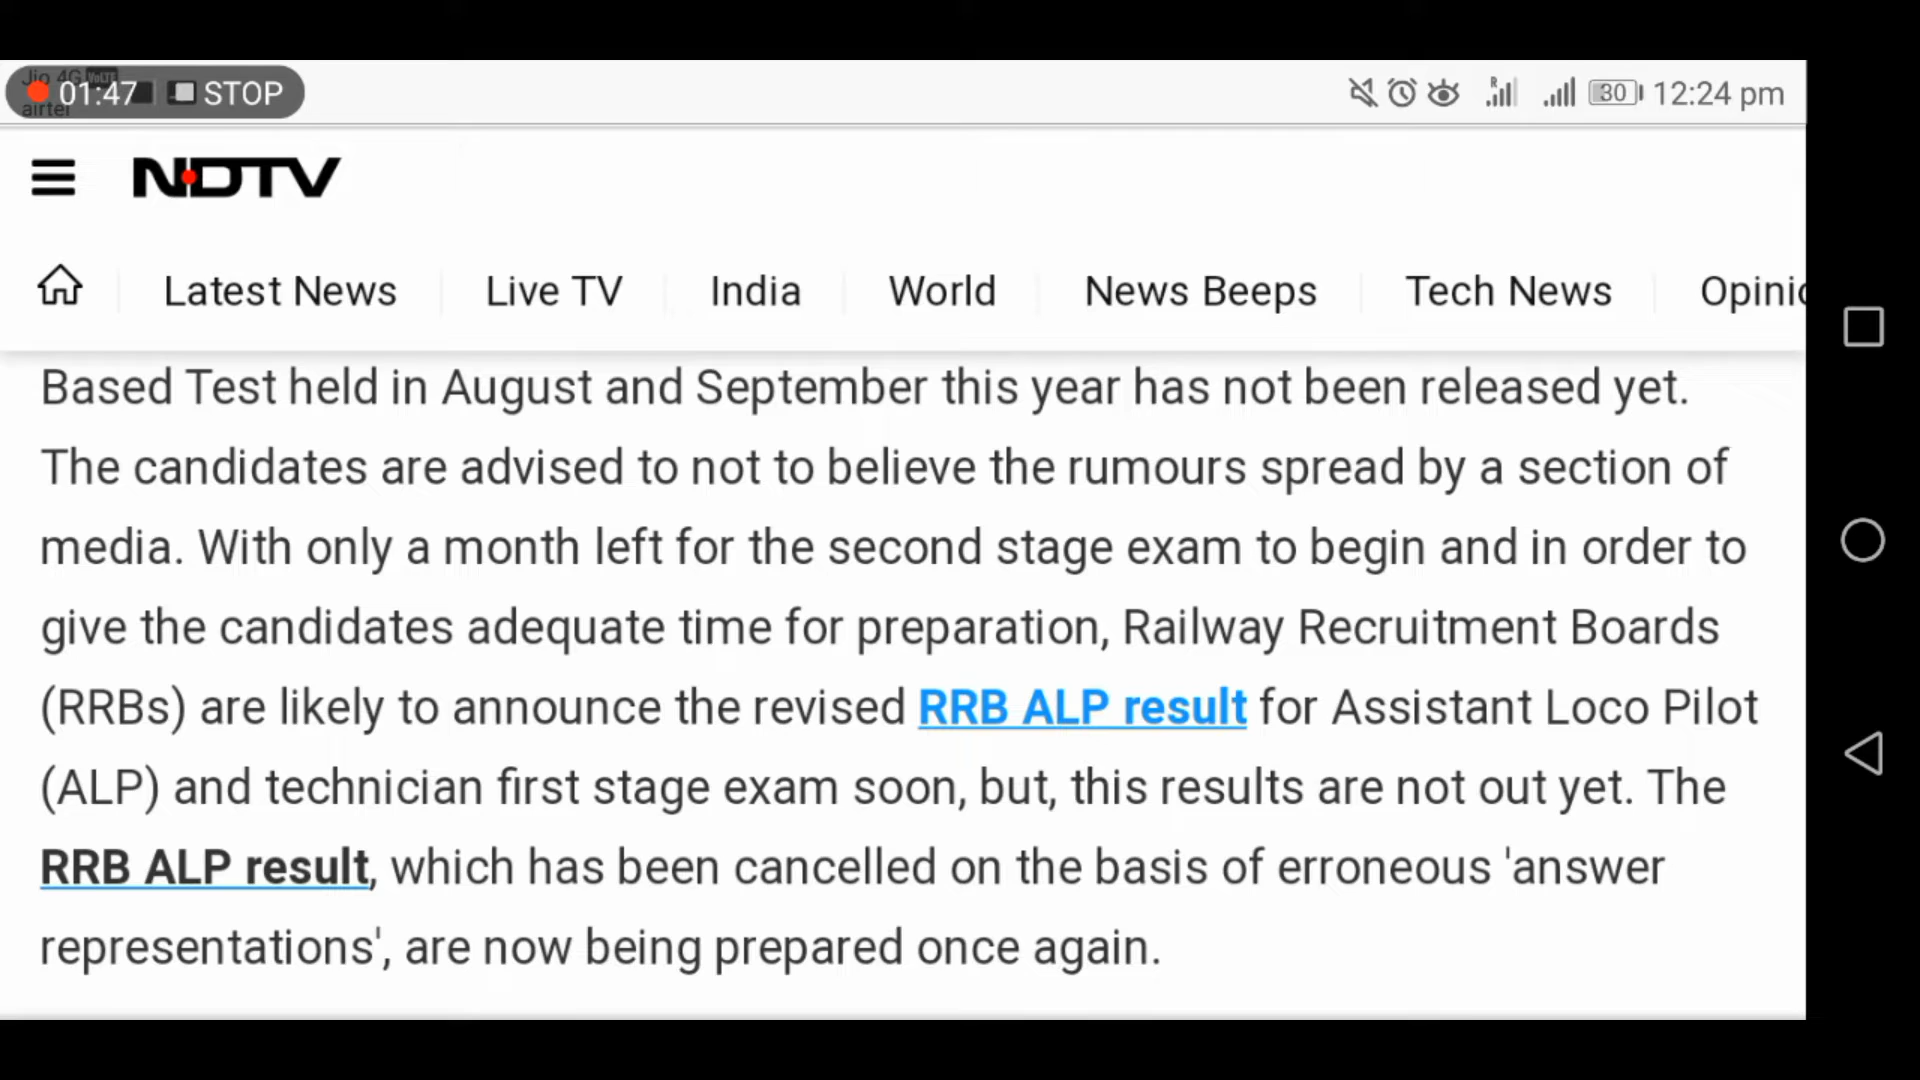 Jio 4G VoLTE
airtel
01:47 STOP
R 30 12:24 pm
NDTV
Latest News Live TV India World News Beeps Tech News Opinio
Based Test held in August and September this year has not been released yet.
The candidates are advised to not to believe the rumours spread by a section of
media. With only a month left for the second stage exam to begin and in order to
give the candidates adequate time for preparation, Railway Recruitment Boards
(RRBs) are likely to announce the revised RRB ALP result for Assistant Loco Pilot
(ALP) and technician first stage exam soon, but, this results are not out yet. The
RRB ALP result, which has been cancelled on the basis of erroneous 'answer
representations', are now being prepared once again.